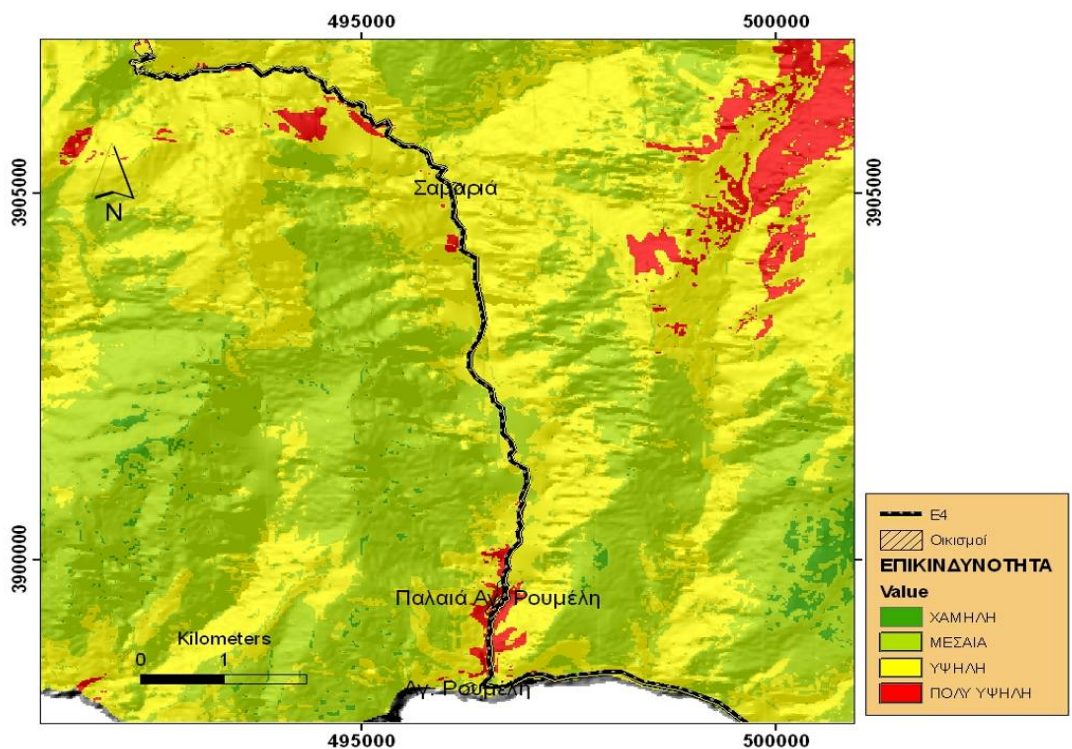 495000 500000
3905000 3905000
N
Σαμαριά
3900000 3900000
Παλαιά Αγ. Ρουμέλη
Αγ. Ρουμέλη
Kilometers
0 1
495000 500000
E4
Οικισμοί
ΕΠΙΚΙΝΔΥΝΟΤΗΤΑ
Value
ΧΑΜΗΛΗ
ΜΕΣΑΙΑ
ΥΨΗΛΗ
ΠΟΛΥ ΥΨΗΛΗ